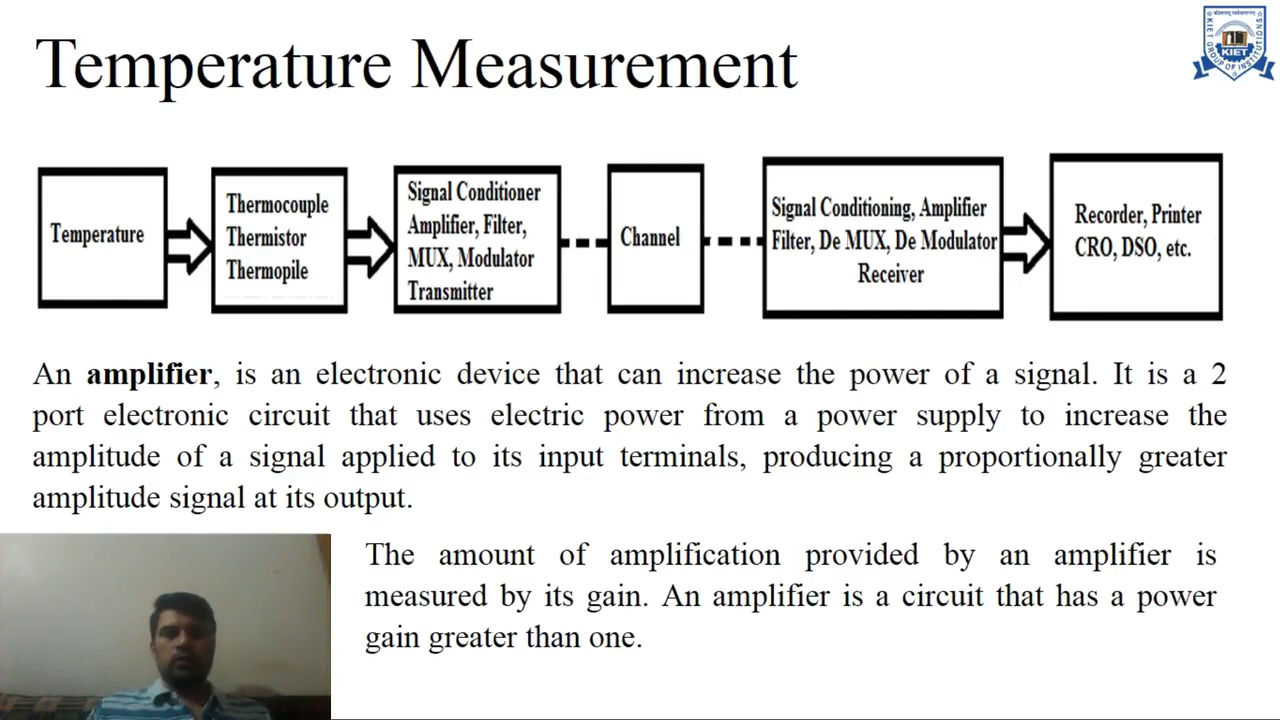 Temperature Measurement
KIET
KIET GROUP OF INSTITUTIONS
Temperature
Thermocouple
Thermistor
Thermopile
Signal Conditioner
Amplifier, Filter,
MUX, Modulator
Transmitter
Channel
Signal Conditioning, Amplifier
Filter, De MUX, De Modulator
Receiver
Recorder, Printer
CRO, DSO, etc.
An amplifier, is an electronic device that can increase the power of a signal. It is a 2
port electronic circuit that uses electric power from a power supply to increase the
amplitude of a signal applied to its input terminals, producing a proportionally greater
amplitude signal at its output.
The amount of amplification provided by an amplifier is
measured by its gain. An amplifier is a circuit that has a power
gain greater than one.